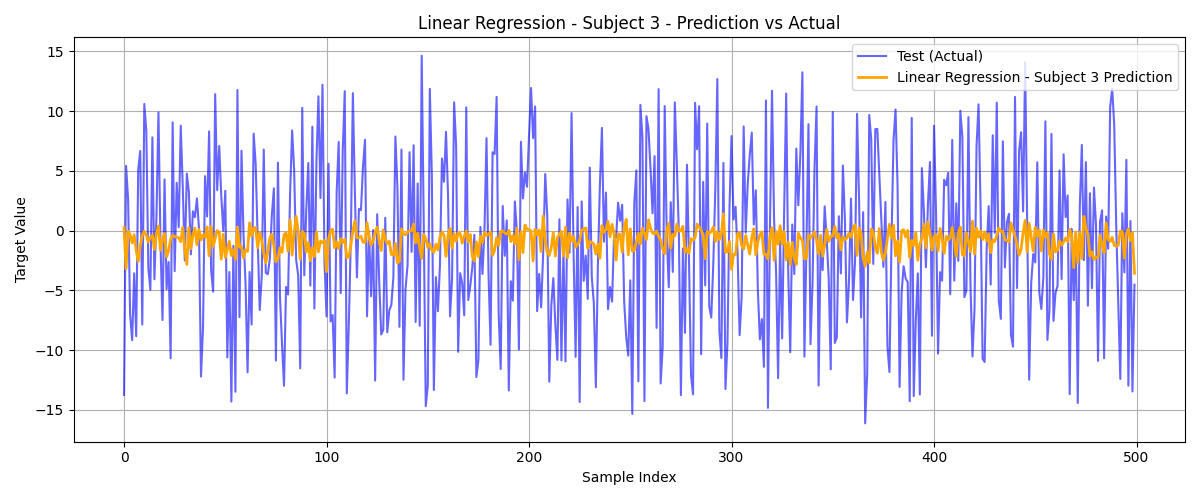 Linear Regression - Subject 3 - Prediction vs Actual
Test (Actual)
Linear Regression - Subject 3 Prediction
Target Value
15
10
5
0
−5
−10
−15
0 100 200 300 400 500
Sample Index